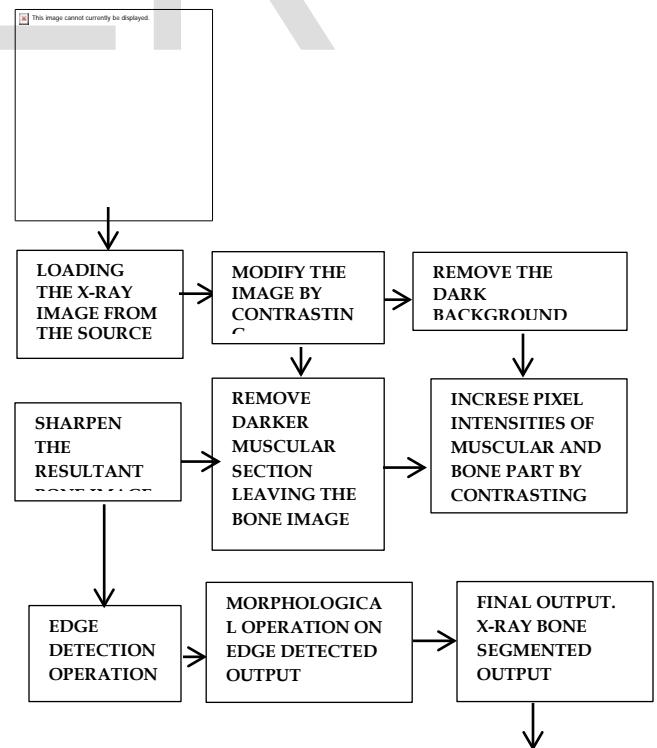 This image cannot currently be displayed.
LOADING
THE X-RAY
IMAGE FROM
THE SOURCE
MODIFY THE
IMAGE BY
CONTRASTIN
REMOVE THE
DARK
BACKGROUND
SHARPEN
THE
RESULTANT
REMOVE
DARKER
MUSCULAR
SECTION
LEAVING THE
BONE IMAGE
INCRESE PIXEL
INTENSITIES OF
MUSCULAR AND
BONE PART BY
CONTRASTING
EDGE
DETECTION
OPERATION
MORPHOLOGICA
L OPERATION ON
EDGE DETECTED
OUTPUT
FINAL OUTPUT.
X-RAY BONE
SEGMENTED
OUTPUT